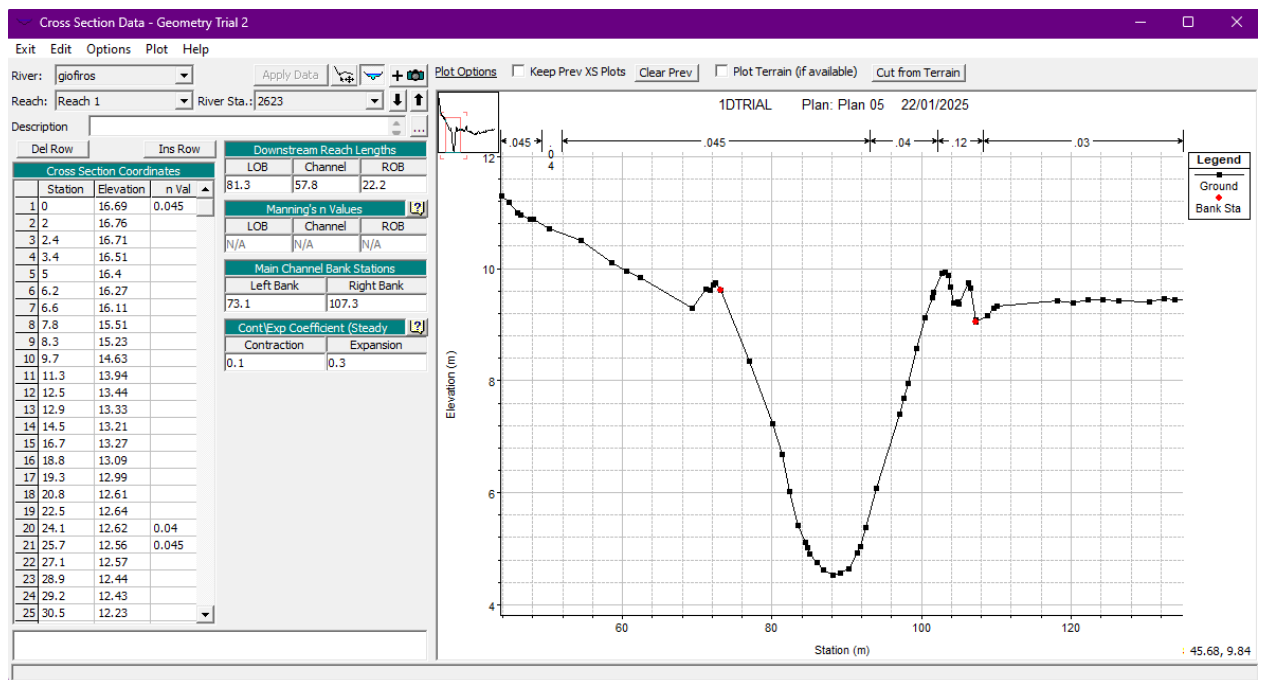 Cross Section Data - Geometry Trial 2
Exit Edit Options Plot Help
River: giofiros
Apply Data
Plot Options Keep Prev XS Plots Clear Prev Plot Terrain (if available) Cut from Terrain
Reach: Reach 1 River Sta.: 2623
Description
...
Del Row Ins Row
Cross Section Coordinates
Station Elevation n Val
1 0 16.69 0.045
2 2 16.76
3 2.4 16.71
4 3.4 16.51
5 5 16.4
6 6.2 16.27
7 6.6 16.11
8 7.8 15.51
9 8.3 15.23
10 9.7 14.63
11 11.3 13.94
12 12.5 13.44
13 12.9 13.33
14 14.5 13.21
15 16.7 13.27
16 18.8 13.09
17 19.3 12.99
18 20.8 12.61
19 22.5 12.64
20 24.1 12.62 0.04
21 25.7 12.56 0.045
22 27.1 12.57
23 28.9 12.44
24 29.2 12.43
25 30.5 12.23
Downstream Reach Lengths
LOB Channel ROB
81.3 57.8 22.2
Manning's n Values
LOB Channel ROB
N/A N/A N/A
Main Channel Bank Stations
Left Bank Right Bank
73.1 107.3
Cont\Exp Coefficient (Steady
Contraction Expansion
0.1 0.3
1DTRIAL Plan: Plan 05 22/01/2025
.045 .04 .045 .04 .12 .03
Legend
Ground
Bank Sta
12
10
8
6
4
Elevation (m)
60 80 100 120
Station (m)
45.68, 9.84